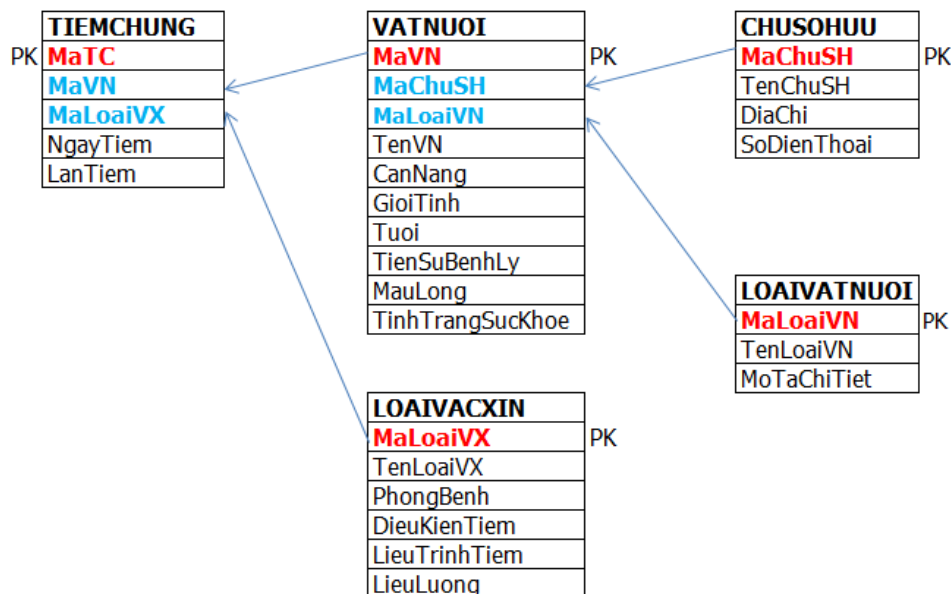 TIEMCHUNG
PK MaTC
MaVN
MaLoaiVX
NgayTiem
LanTiem
VATNUOI
MaVN PK
MaChuSH
MaLoaiVN
TenVN
CanNang
GioiTinh
Tuoi
TienSuBenhLy
MauLong
TinhTrangSucKhoe
CHUSOHUU
MaChuSH PK
TenChuSH
DiaChi
SoDienThoai
LOAIVATNUOI
MaLoaiVN PK
TenLoaiVN
MoTaChiTiet
LOAIVACXIN
MaLoaiVX PK
TenLoaiVX
PhongBenh
DieuKienTiem
LieuTrinhTiem
LieuLuong